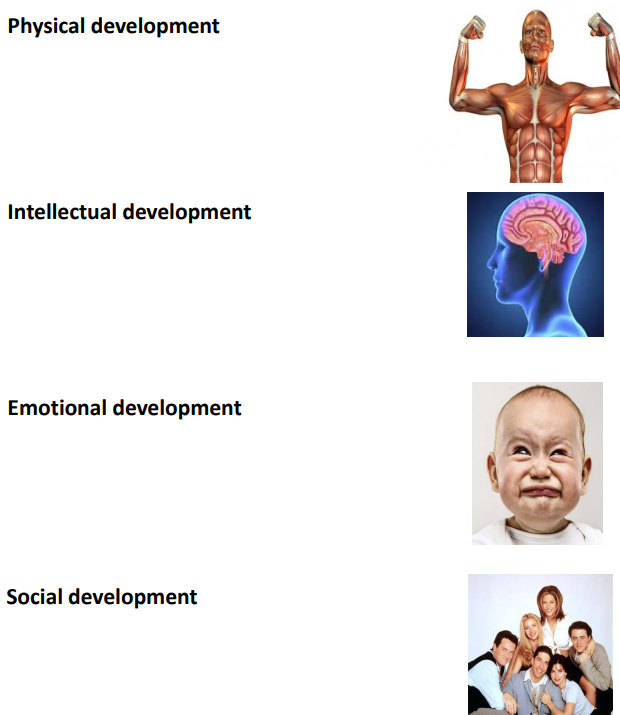 Physical development
Intellectual development
Emotional development
Social development